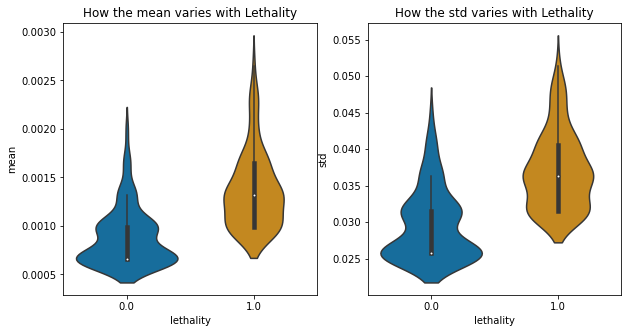 How the mean varies with Lethality
mean
0.0030
0.0025
0.0020
0.0015
0.0010
0.0005
0.0
1.0
lethality
How the std varies with Lethality
std
0.055
0.050
0.045
0.040
0.035
0.030
0.025
0.0
1.0
lethality